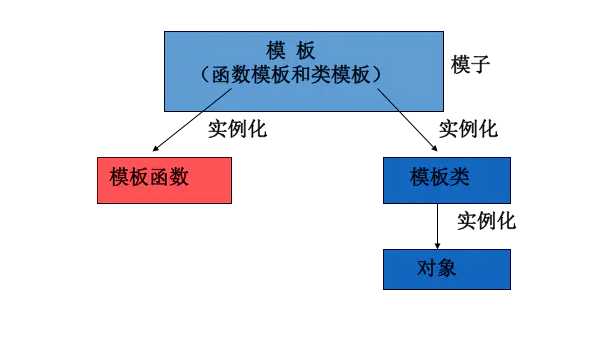 模 板
（函数模板和类模板）
模子
实例化
实例化
模板函数
模板类
实例化
对象